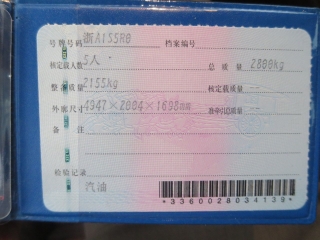 号牌号码 浙A155R0 档案编号
核定载人数 5人 总质量 2800kg
整备质量 2155kg 核定载质量
外廓尺寸 4947×2004×1698mm 准牵引总质量
备注
检验记录
汽油
*3360028034139*